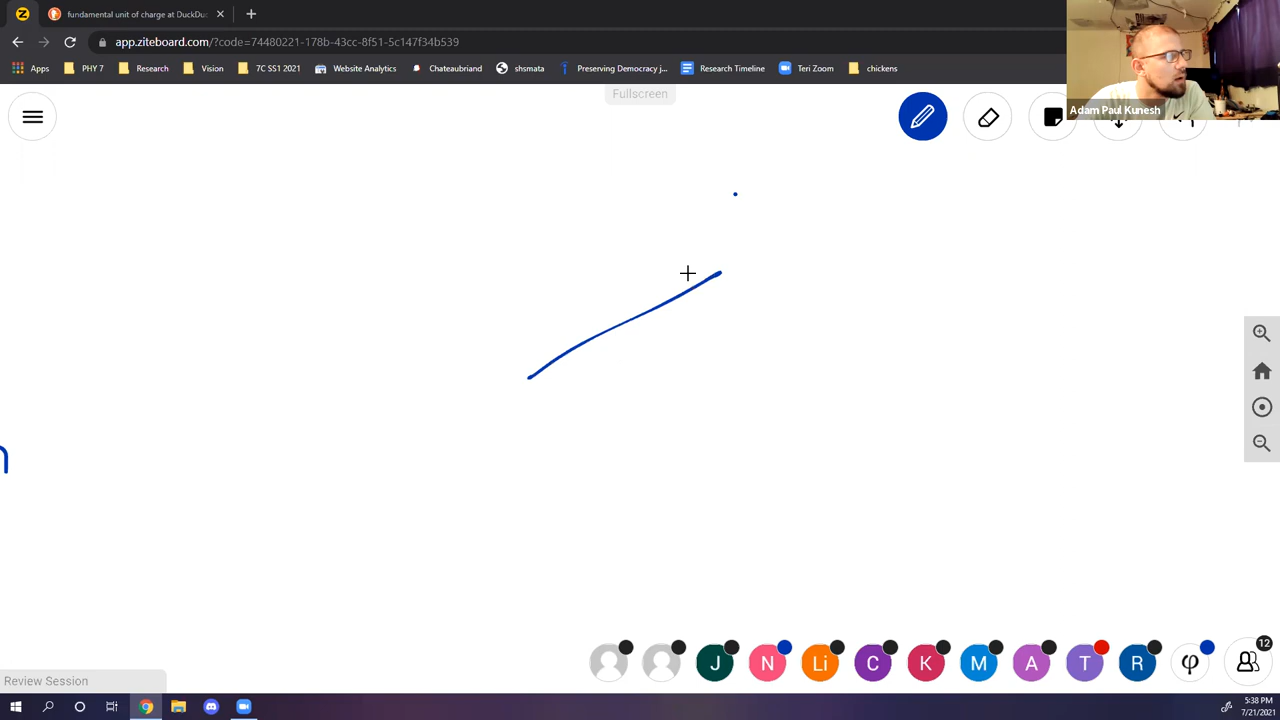 fundamental unit of charge at DuckDuc
app.ziteboard.com/?code=74480221-178b-43cc-8f51-5c147f34b539
Apps PHY 7 Research Vision 7C SS1 2021 Website Analytics Chatzy shsmata Preserving Democracy j... Research Timeline Teri Zoom chickens
Fullscreen
Adam Paul Kunesh
n
12
J N Li C K M A T R φ
Review Session
5:38 PM
7/21/2021